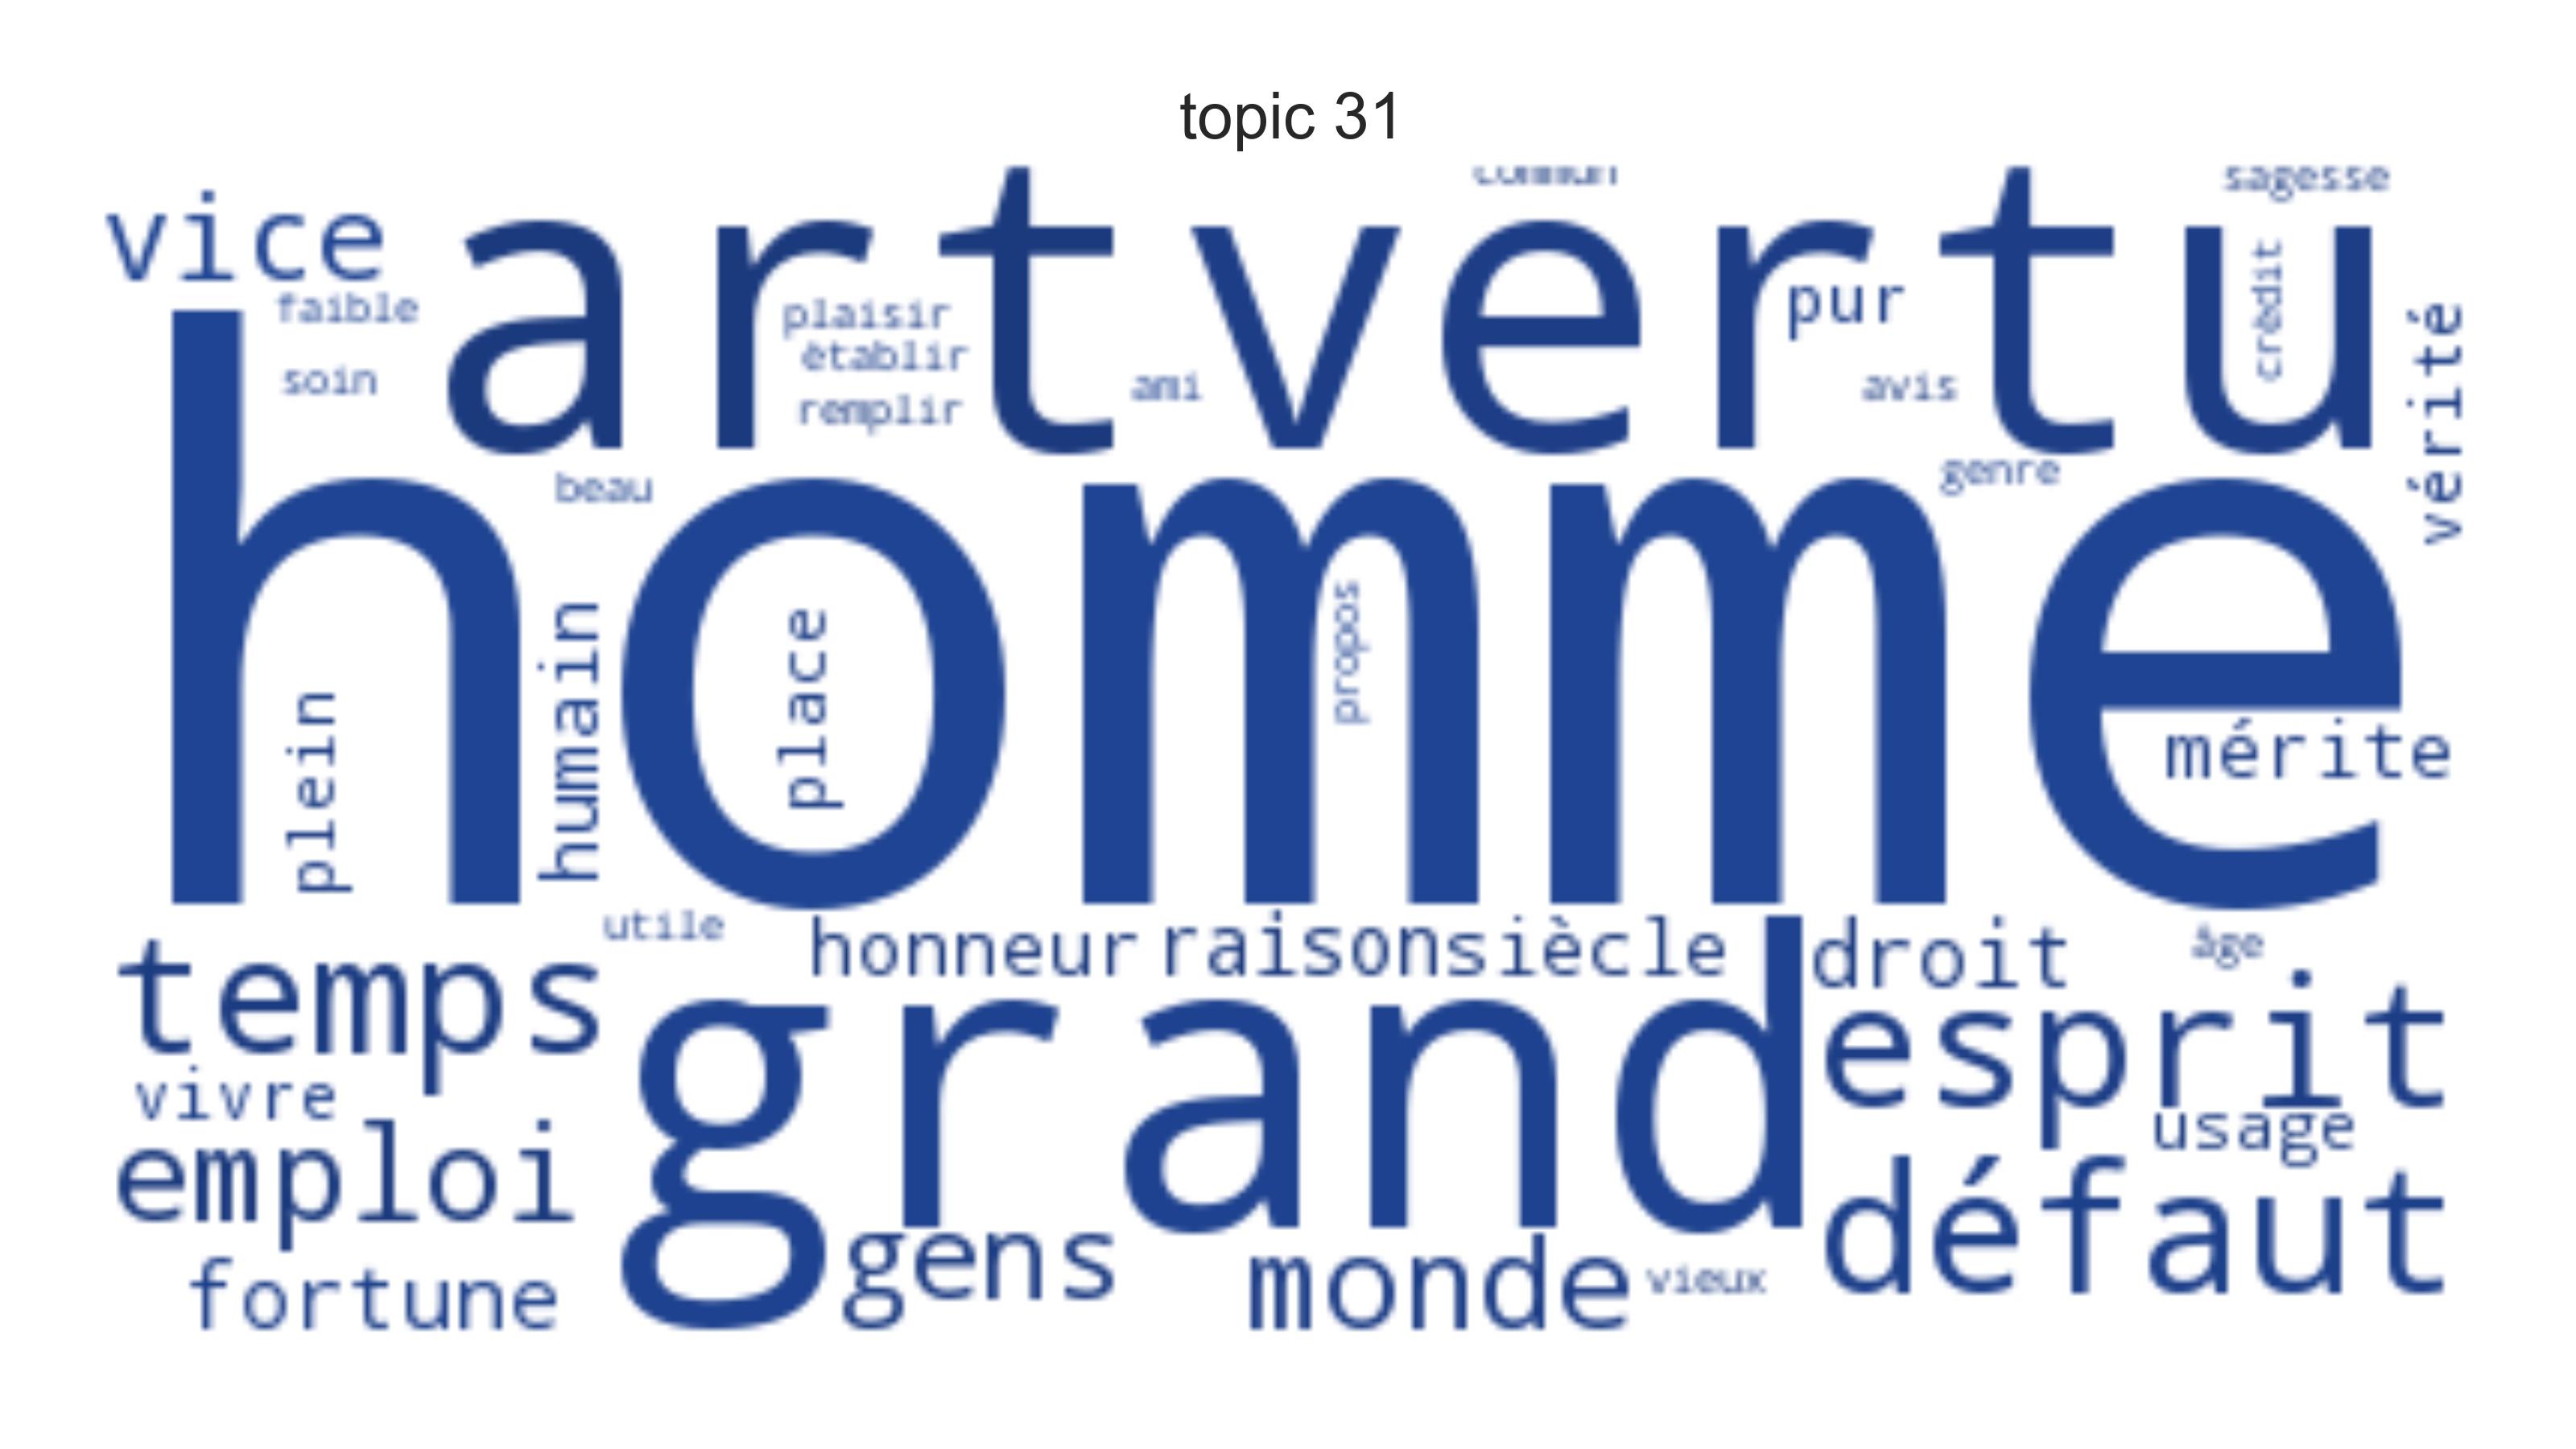 topic 31
sagesse
vice
art
vertu
crédit
pur
faible
plaisir
vérité
établir
soin
ami
avis
remplir
beau
genre
homme
propos
humain
place
plein
mérite
utile
honneur
raison
siècle
droit
âge
temps
grand
esprit
vivre
usage
emploi
défaut
gens
monde
vieux
fortune